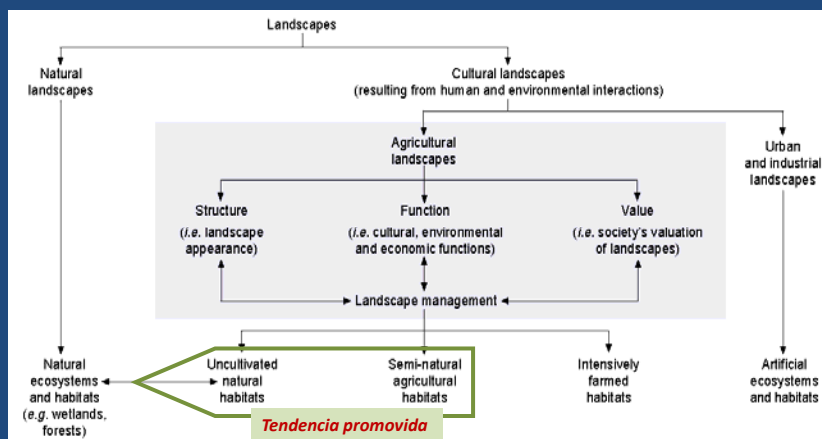 Landscapes
Natural
landscapes
Cultural landscapes
(resulting from human and environmental interactions)
Agricultural
landscapes
Urban
and industrial
landscapes
Structure
(i.e. landscape
appearance)
Function
(i.e. cultural, environmental
and economic functions)
Value
(i.e. society's valuation
of landscapes)
Landscape management
Natural
ecosystems
and habitats
(e.g. wetlands,
forests)
Uncultivated
natural
habitats
Semi-natural
agricultural
habitats
Intensively
farmed
habitats
Artificial
ecosystems
and habitats
Tendencia promovida